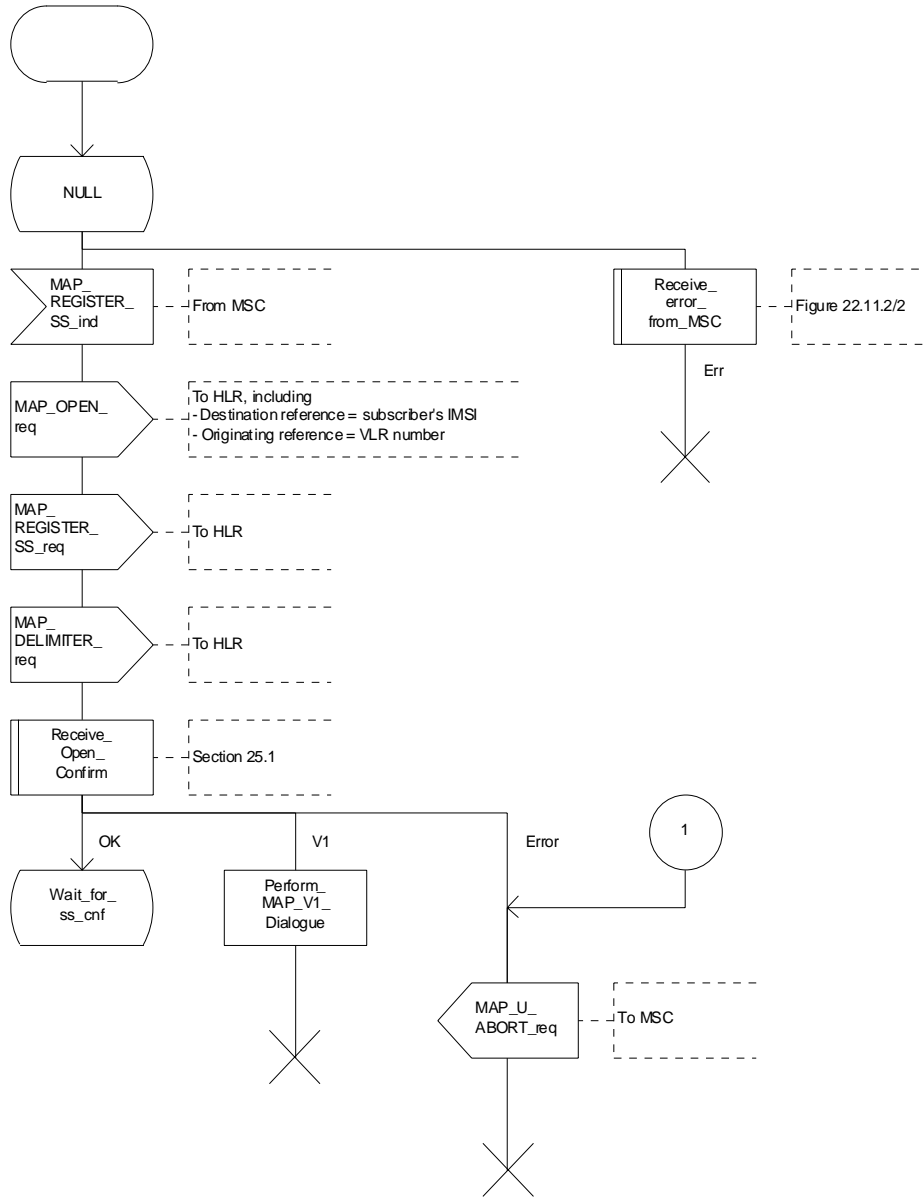 NULL
MAP_
REGISTER_
SS_ind
From MSC
Receive_
error_
from_MSC
Figure 22.11.2/2
Err
MAP_OPEN_
req
To HLR, including
- Destination reference = subscriber's IMSI
- Originating reference = VLR number
MAP_
REGISTER_
SS_req
To HLR
MAP_
DELIMITER_
req
To HLR
Receive_
Open_
Confirm
Section 25.1
OK
V1
Error
1
Wait_for_
ss_cnf
Perform_
MAP_V1_
Dialogue
MAP_U_
ABORT_req
To MSC